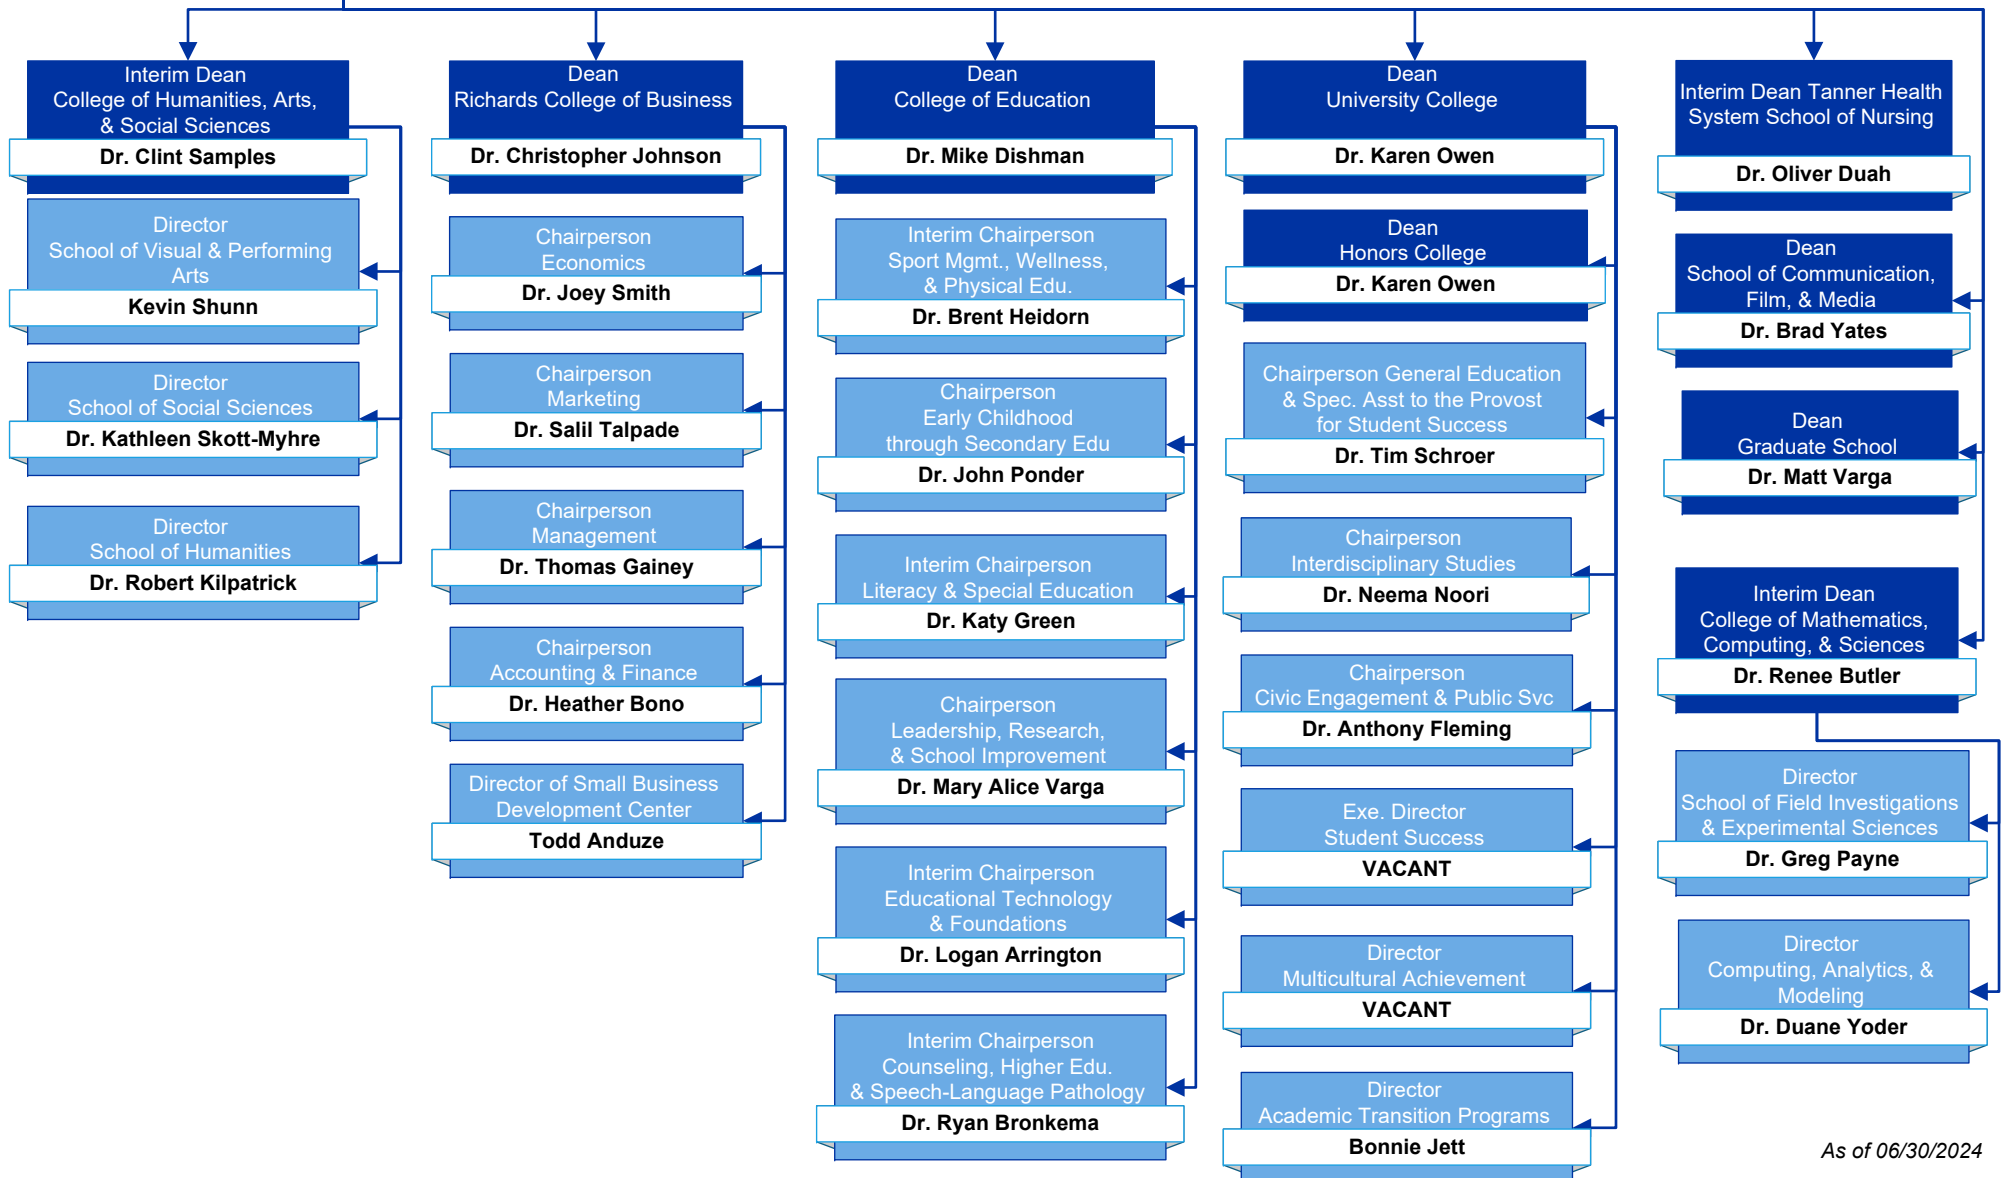 Interim Dean
College of Humanities, Arts,
& Social Sciences
Dr. Clint Samples
Director
School of Visual & Performing
Arts
Kevin Shunn
Director
School of Social Sciences
Dr. Kathleen Skott-Myhre
Director
School of Humanities
Dr. Robert Kilpatrick
Dean
Richards College of Business
Dr. Christopher Johnson
Chairperson
Economics
Dr. Joey Smith
Chairperson
Marketing
Dr. Salil Talpade
Chairperson
Management
Dr. Thomas Gainey
Chairperson
Accounting & Finance
Dr. Heather Bono
Director of Small Business
Development Center
Todd Anduze
Dean
College of Education
Dr. Mike Dishman
Interim Chairperson
Sport Mgmt., Wellness,
& Physical Edu.
Dr. Brent Heidorn
Chairperson
Early Childhood
through Secondary Edu
Dr. John Ponder
Interim Chairperson
Literacy & Special Education
Dr. Katy Green
Chairperson
Leadership, Research,
& School Improvement
Dr. Mary Alice Varga
Interim Chairperson
Educational Technology
& Foundations
Dr. Logan Arrington
Interim Chairperson
Counseling, Higher Edu.
& Speech-Language Pathology
Dr. Ryan Bronkema
Dean
University College
Dr. Karen Owen
Dean
Honors College
Dr. Karen Owen
Chairperson General Education
& Spec. Asst to the Provost
for Student Success
Dr. Tim Schroer
Chairperson
Interdisciplinary Studies
Dr. Neema Noori
Chairperson
Civic Engagement & Public Svc
Dr. Anthony Fleming
Exe. Director
Student Success
VACANT
Director
Multicultural Achievement
VACANT
Director
Academic Transition Programs
Bonnie Jett
Interim Dean Tanner Health
System School of Nursing
Dr. Oliver Duah
Dean
School of Communication,
Film, & Media
Dr. Brad Yates
Dean
Graduate School
Dr. Matt Varga
Interim Dean
College of Mathematics,
Computing, & Sciences
Dr. Renee Butler
Director
School of Field Investigations
& Experimental Sciences
Dr. Greg Payne
Director
Computing, Analytics, &
Modeling
Dr. Duane Yoder
As of 06/30/2024